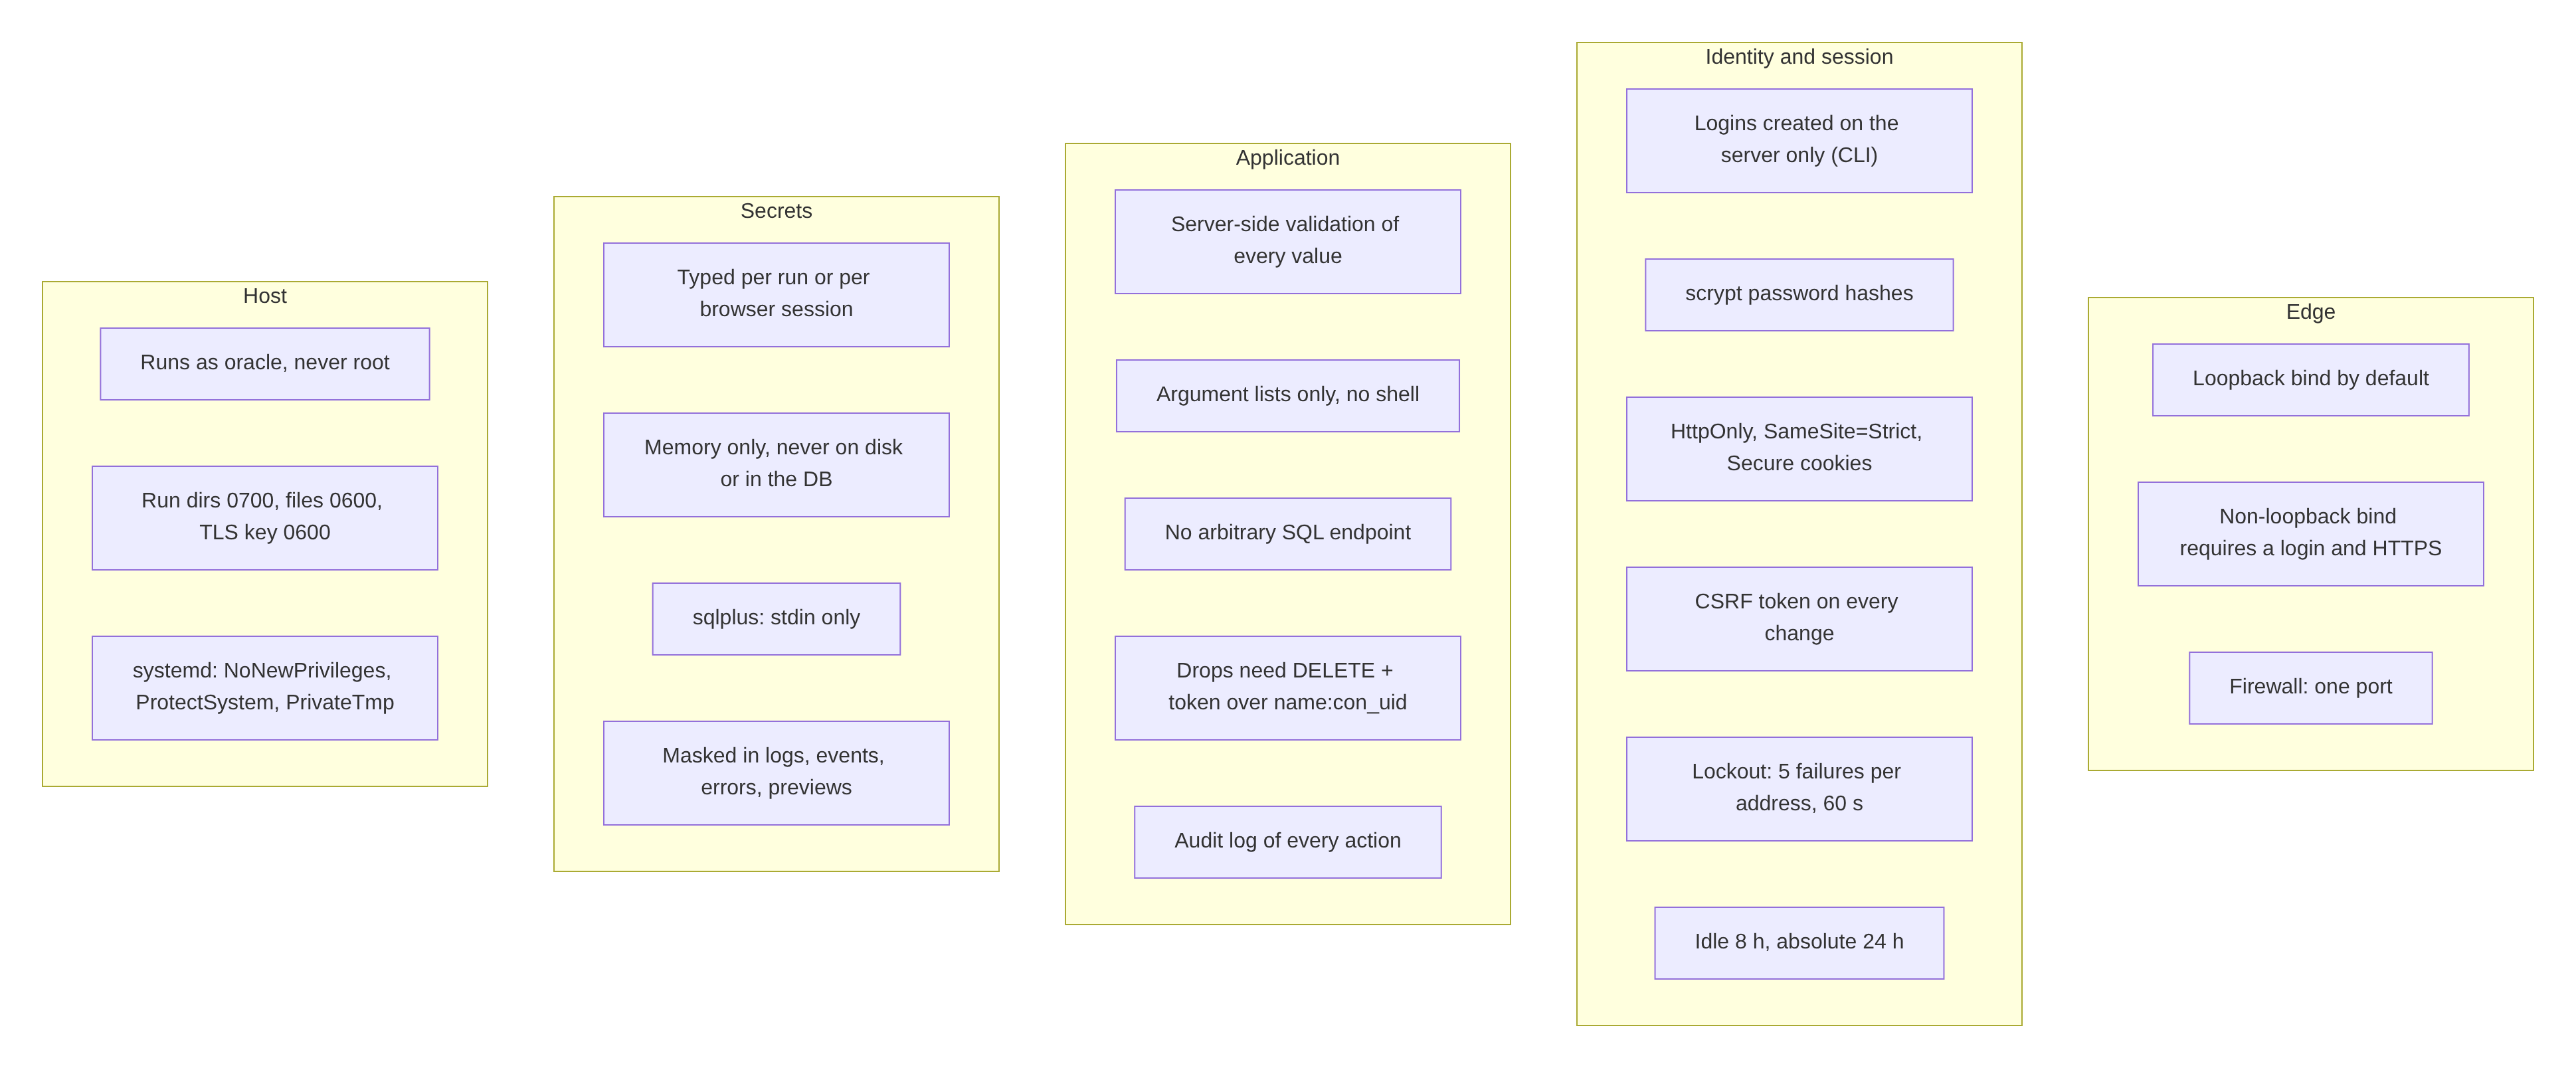 Host
Runs as oracle, never root
Run dirs 0700, files 0600,
TLS key 0600
systemd: NoNewPrivileges,
ProtectSystem, PrivateTmp
Secrets
Typed per run or per
browser session
Memory only, never on disk
or in the DB
sqlplus: stdin only
Masked in logs, events,
errors, previews
Application
Server-side validation of
every value
Argument lists only, no shell
No arbitrary SQL endpoint
Drops need DELETE +
token over name:con_uid
Audit log of every action
Identity and session
Logins created on the
server only (CLI)
scrypt password hashes
HttpOnly, SameSite=Strict,
Secure cookies
CSRF token on every
change
Lockout: 5 failures per
address, 60 s
Idle 8 h, absolute 24 h
Edge
Loopback bind by default
Non-loopback bind
requires a login and HTTPS
Firewall: one port